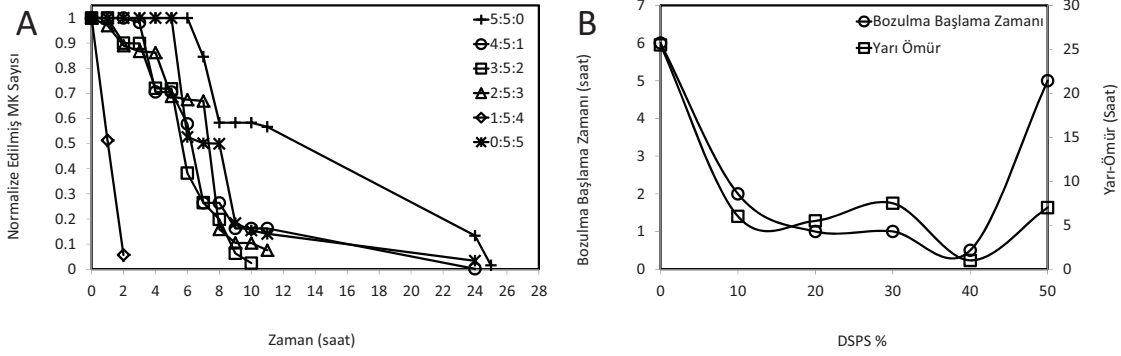 A
Normalize Edilmiş MK Sayısı
1
0.9
0.8
0.7
0.6
0.5
0.4
0.3
0.2
0.1
0
0 2 4 6 8 10 12 14 16 18 20 22 24 26 28
Zaman (saat)
5:5:0
4:5:1
3:5:2
2:5:3
1:5:4
0:5:5
B
Bozulma Başlama Zamanı (saat)
7
6
5
4
3
2
1
0
0 10 20 30 40 50
DSPS %
Bozulma Başlama Zamanı
Yarı Ömür
30
25
20
15
10
5
0
Yarı-Ömür (Saat)